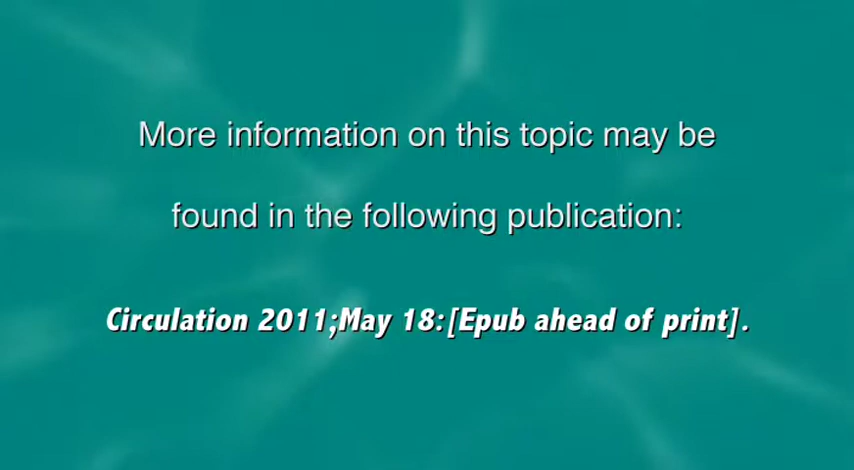 More information on this topic may be
found in the following publication:
Circulation 2011;May 18:[Epub ahead of print].